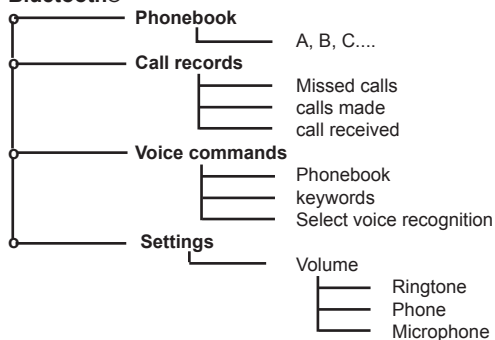 Phonebook
A, B, C....
Call records
Missed calls
calls made
call received
Voice commands
Phonebook
keywords
Select voice recognition
Settings
Volume
Ringtone
Phone
Microphone